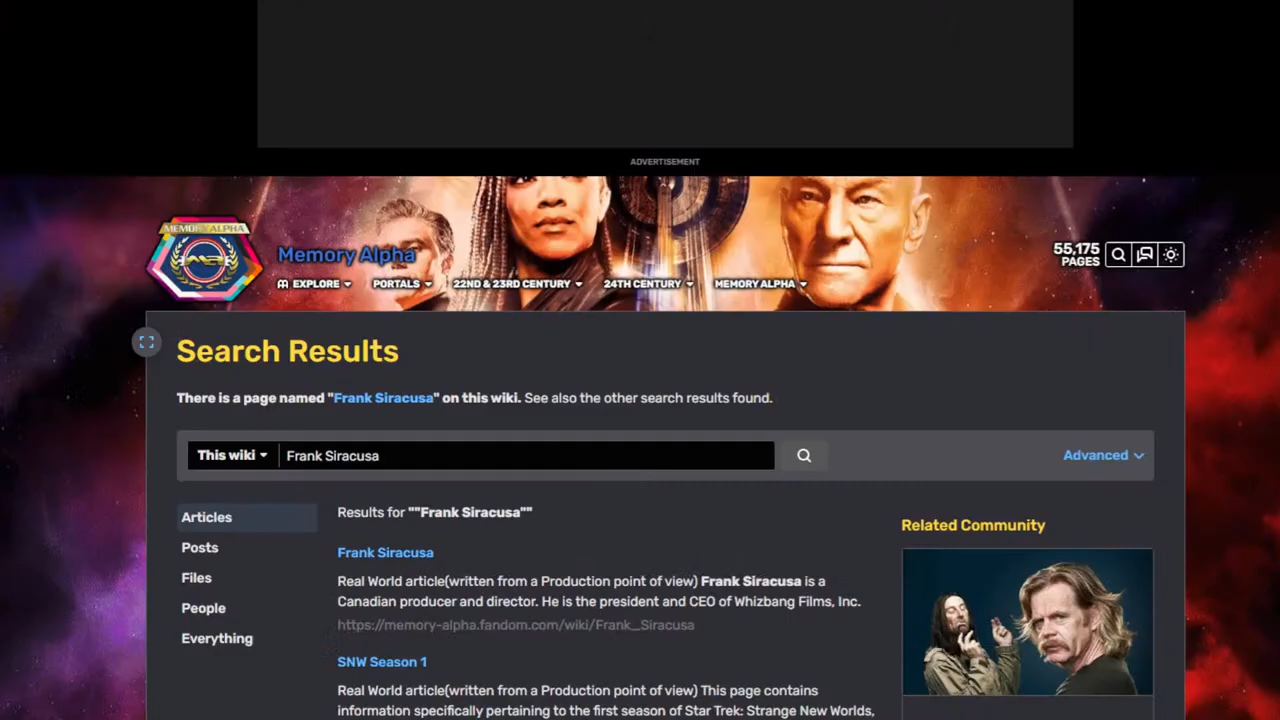 ADVERTISEMENT
MEMORY ALPHA
Memory Alpha
55,175
PAGES
EXPLORE
PORTALS
22ND & 23RD CENTURY
24TH CENTURY
MEMORY ALPHA
Search Results
There is a page named "Frank Siracusa" on this wiki. See also the other search results found.
This wiki
Frank Siracusa
Advanced
Articles
Posts
Files
People
Everything
Results for ""Frank Siracusa""
Frank Siracusa
Real World article(written from a Production point of view) Frank Siracusa is a
Canadian producer and director. He is the president and CEO of Whizbang Films, Inc.
https://memory-alpha.fandom.com/wiki/Frank_Siracusa
SNW Season 1
Real World article(written from a Production point of view) This page contains
information specifically pertaining to the first season of Star Trek: Strange New Worlds,
Related Community